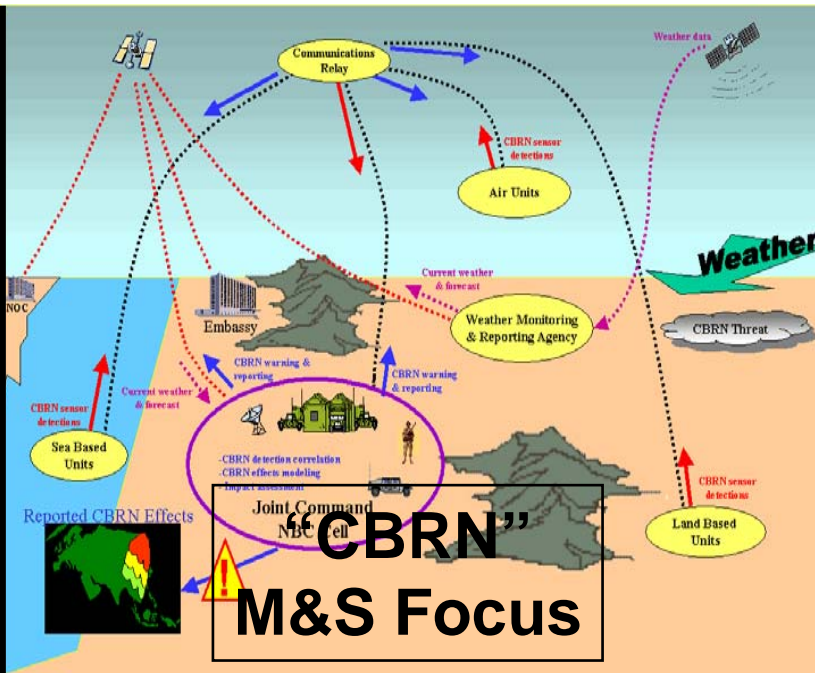 Communications
Relay
Weather data
CBRN sensor
detections
Air Units
Weather
NOC
Embassy
Current weather
& forecast
Weather Monitoring
& Reporting Agency
CBRN Threat
CBRN warning &
reporting
CBRN warning
& reporting
Current weather
& forecast
CBRN sensor
detections
Sea Based
Units
-CBRN detection correlation
-CBRN effects modeling
-Impact assessment
Joint Command
NBC Cell
CBRN sensor
detections
Land Based
Units
Reported CBRN Effects
!
“CBRN”
M&S Focus